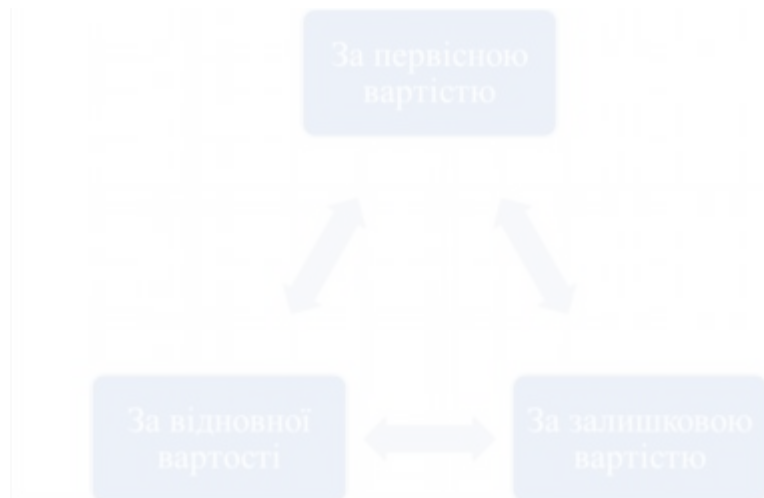 За первісною
вартістю
За відновної
вартості
За залишковою
вартістю